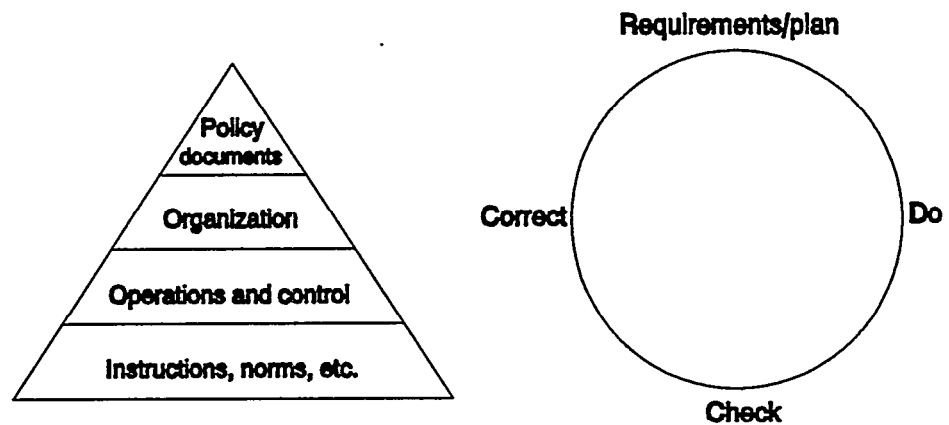 Policy
documents
Organization
Operations and control
Instructions, norms, etc.
Requirements/plan
Correct
Do
Check